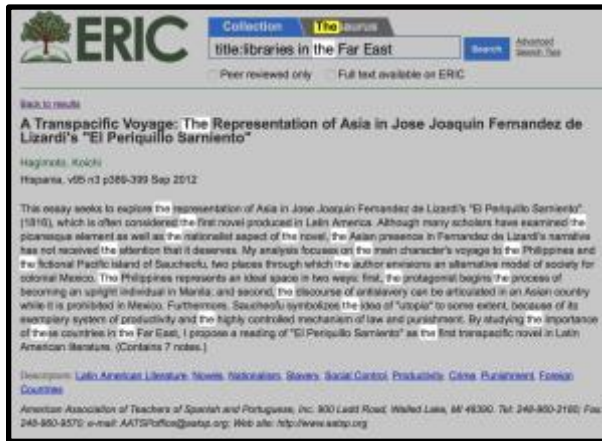 ERIC
Collection Thesaurus
title:libraries in the Far East Search Advanced
Search Tips
Peer reviewed only Full text available on ERIC
Back to results
A Transpacific Voyage: The Representation of Asia in Jose Joaquin Fernandez de
Lizardi's "El Periquillo Sarniento"
Hagimoto, Koichi
Hispania, v95 n3 p389-399 Sep 2012
This essay seeks to explore the representation of Asia in Jose Joaquin Fernandez de Lizardi's "El Periquillo Sarniento"
(1816), which is often considered the first novel produced in Latin America. Although many scholars have examined the
picaresque element as well as the nationalist aspect of the novel, the Asian presence in Fernandez de Lizardi's narrative
has not received the attention that it deserves. My analysis focuses on the main character's voyage to the Philippines and
the fictional Pacific island of Saucheofu, two places through which the author envisions an alternative model of society for
colonial Mexico. The Philippines represents an ideal space in two ways: first, the protagonist begins the process of
becoming an upright individual in Manila; and second, the discourse of antislavery can be articulated in an Asian country
while it is prohibited in Mexico. Furthermore, Saucheofu symbolizes the idea of "utopia" to some extent, because of its
exemplary system of productivity and the highly controlled mechanism of law and punishment. By studying the importance
of these countries in the Far East, I propose a reading of "El Periquillo Sarniento" as the first transpacific novel in Latin
American literature. (Contains 7 notes.)
Descriptors: Latin American Literature, Novels, Nationalism, Slavery, Social Control, Productivity, Crime, Punishment, Foreign
Countries
American Association of Teachers of Spanish and Portuguese, Inc. 900 Ladd Road, Walled Lake, MI 48390. Tel: 248-960-2180; Fax:
248-960-9570; e-mail: AATSPoffice@aatsp.org; Web site: http://www.aatsp.org